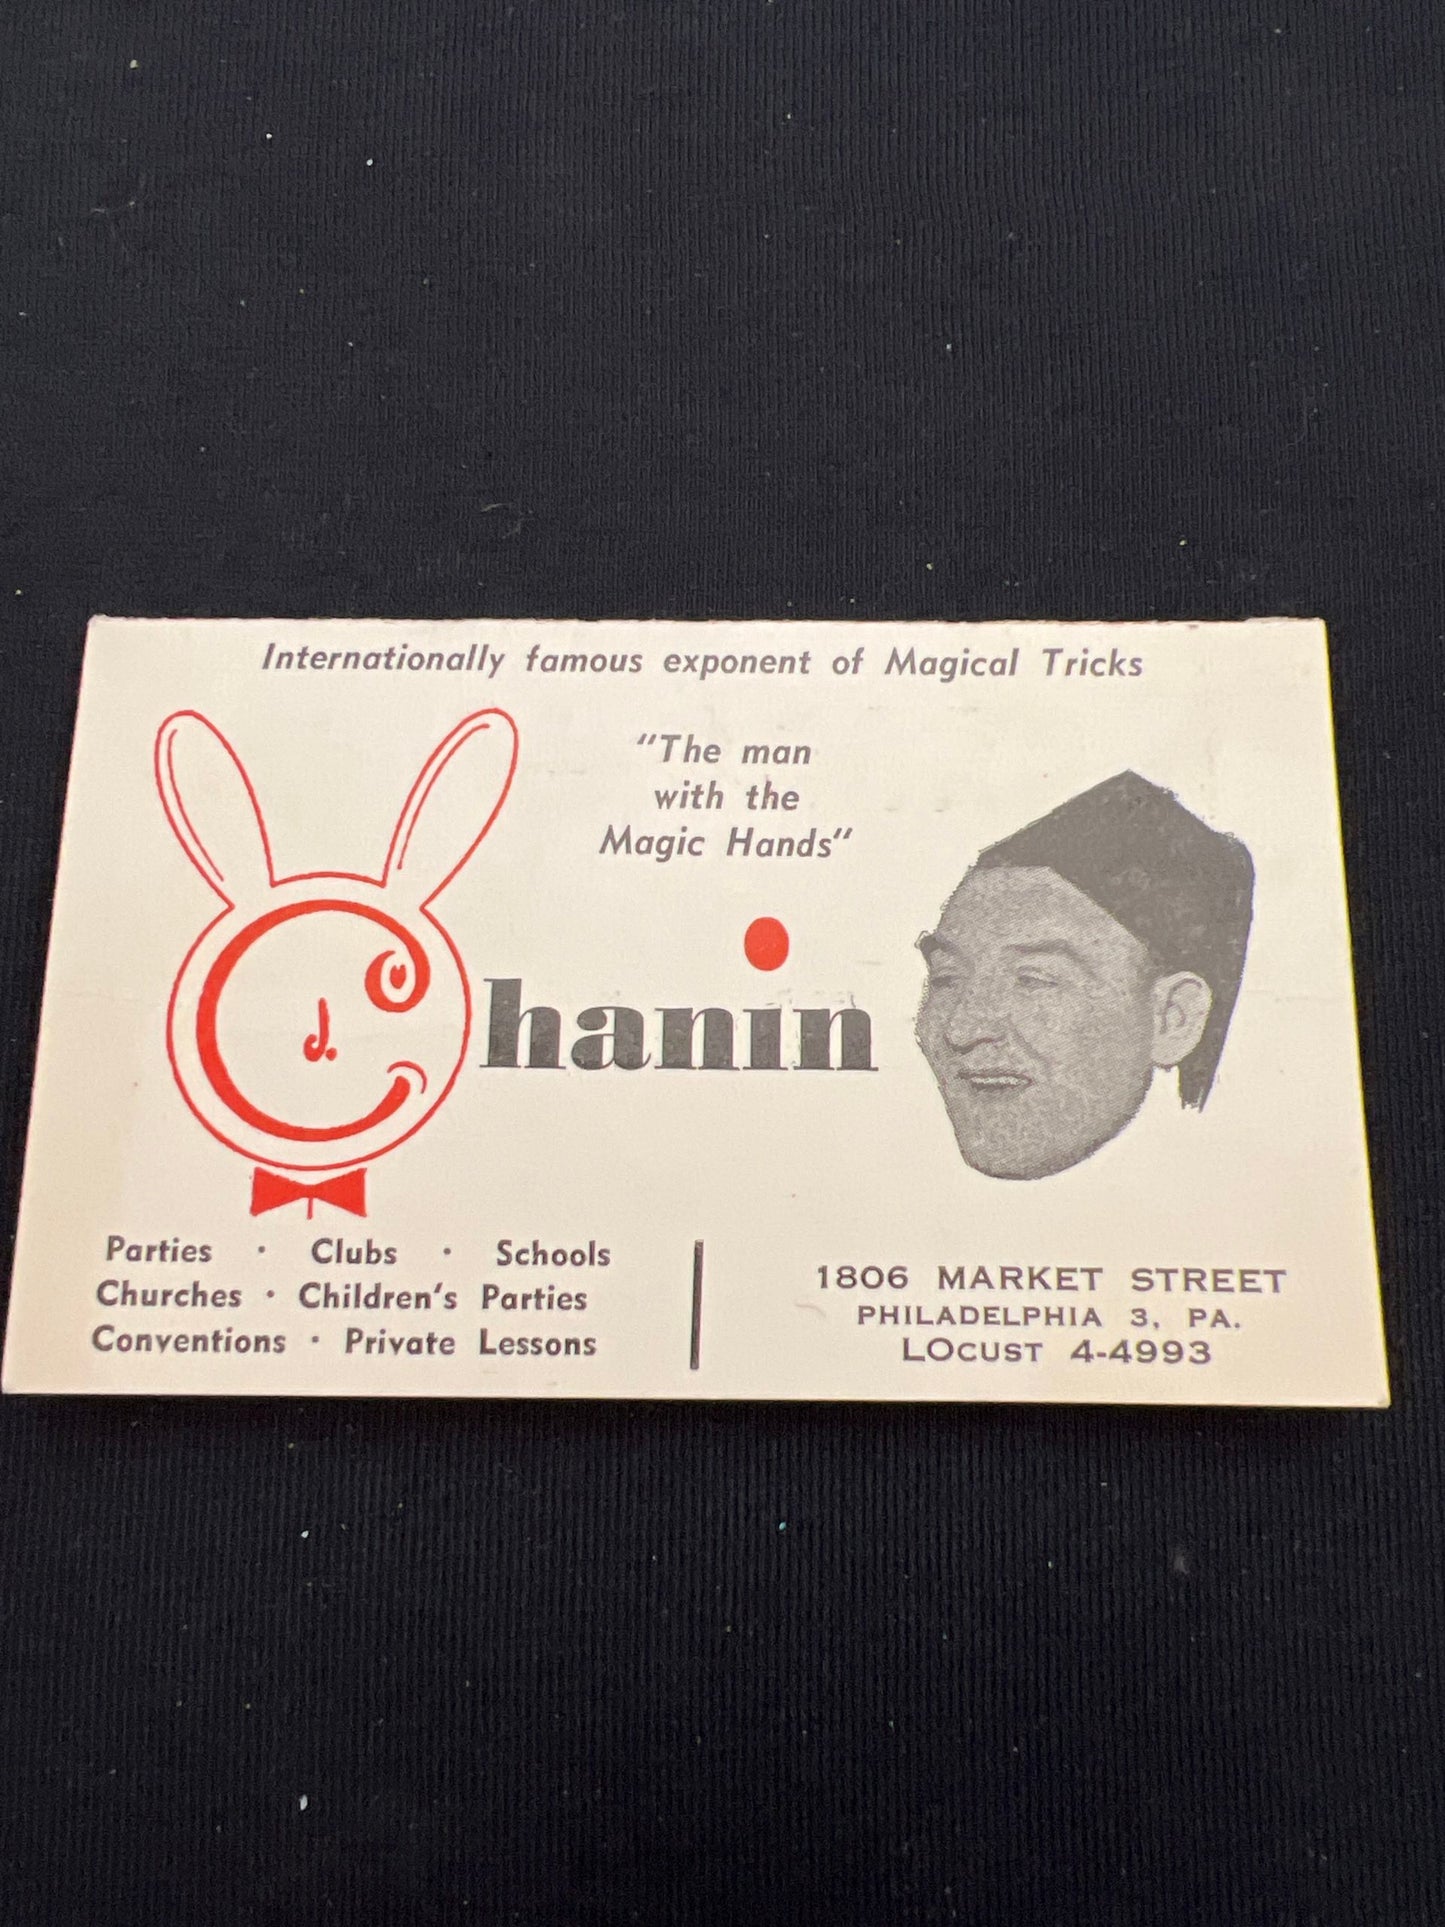 Internationally famous exponent of Magical Tricks
"The man
with the
Magic Hands"
J. Chanin
Parties · Clubs · Schools
Churches · Children's Parties
Conventions · Private Lessons
1806 MARKET STREET
PHILADELPHIA 3, PA.
LOCUST 4-4993